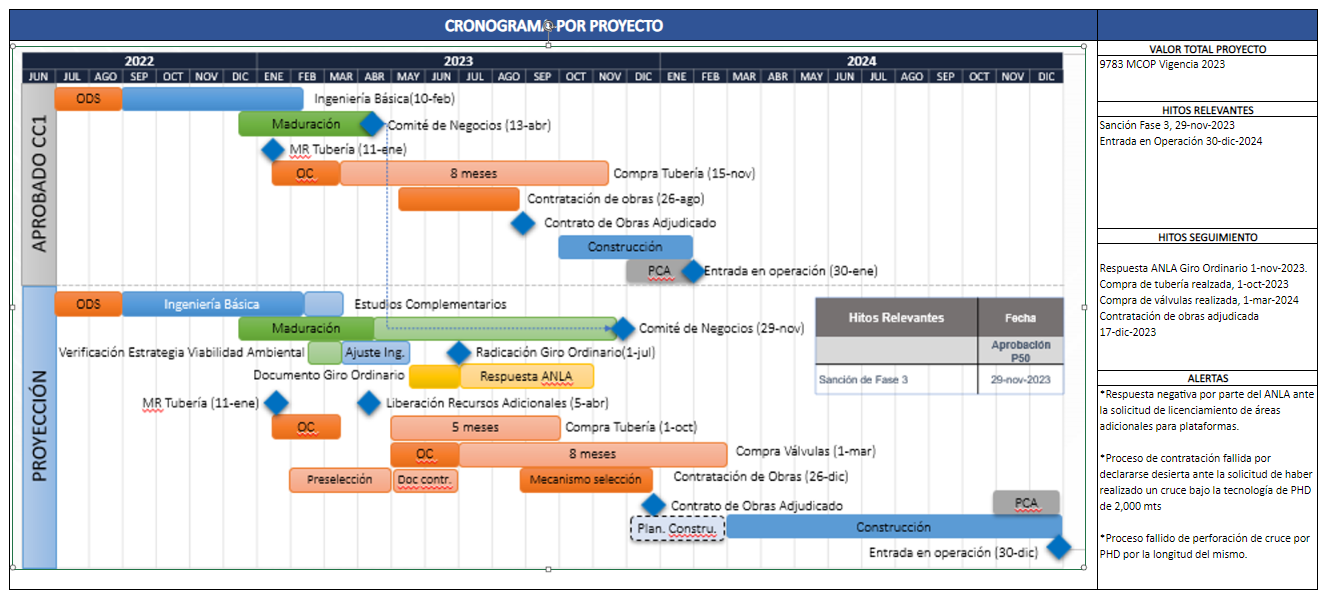 CRONOGRAMA POR PROYECTO
2022 2023 2024
JUN JUL AGO SEP OCT NOV DIC ENE FEB MAR ABR MAY JUN JUL AGO SEP OCT NOV DIC ENE FEB MAR ABR MAY JUN JUL AGO SEP OCT NOV DIC
APROBADO CC1
ODS Ingeniería Básica(10-feb)
Maduración Comité de Negocios (13-abr)
MR Tubería (11-ene)
OC 8 meses Compra Tubería (15-nov)
Contratación de obras (26-ago)
Contrato de Obras Adjudicado
Construcción
PCA Entrada en operación (30-ene)
PROYECCIÓN
ODS Ingeniería Básica Estudios Complementarios
Maduración Comité de Negocios (29-nov)
Verificación Estrategia Viabilidad Ambiental Ajuste Ing. Radicación Giro Ordinario(1-jul)
Documento Giro Ordinario Respuesta ANLA
MR Tubería (11-ene) Liberación Recursos Adicionales (5-abr)
OC 5 meses Compra Tubería (1-oct)
OC 8 meses Compra Válvulas (1-mar)
Preselección Doc contr. Mecanismo selección Contratación de Obras (26-dic)
Contrato de Obras Adjudicado PCA
Plan. Constru. Construcción
Entrada en operación (30-dic)
Hitos Relevantes Fecha
Aprobación
P50
Sanción de Fase 3 29-nov-2023
VALOR TOTAL PROYECTO
9783 MCOP Vigencia 2023
HITOS RELEVANTES
Sanción Fase 3, 29-nov-2023
Entrada en Operación 30-dic-2024
HITOS SEGUIMIENTO
Respuesta ANLA Giro Ordinario 1-nov-2023.
Compra de tubería realzada, 1-oct-2023
Compra de válvulas realizada, 1-mar-2024
Contratación de obras adjudicada
17-dic-2023
ALERTAS
*Respuesta negativa por parte del ANLA ante
la solicitud de licenciamiento de áreas
adicionales para plataformas.
*Proceso de contratación fallida por
declararse desierta ante la solicitud de haber
realizado un cruce bajo la tecnología de PHD
de 2,000 mts
*Proceso fallido de perforación de cruce por
PHD por la longitud del mismo.